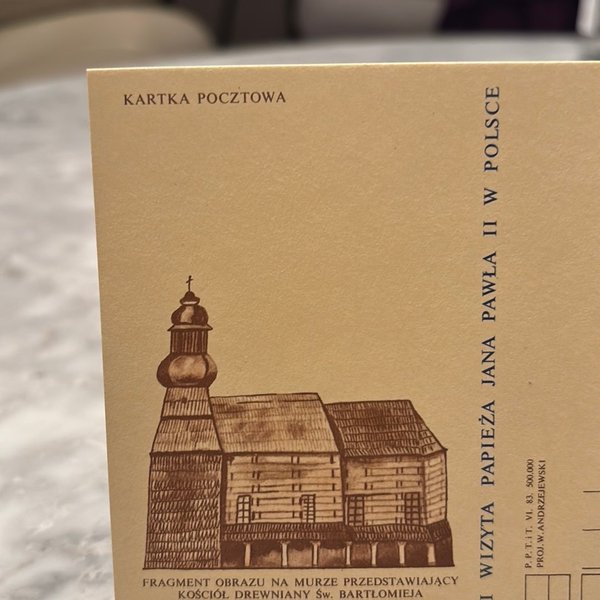 KARTKA POCZTOWA
FRAGMENT OBRAZU NA MURZE PRZEDSTAWIAJĄCY
KOŚCIÓŁ DREWNIANY ŚW. BARTŁOMIEJA
I WIZYTA PAPIEŻA JANA PAWŁA II W POLSCE
P. P. T. i T. VI. 83. 500.000
PROJ. W. ANDRZEJEWSKI